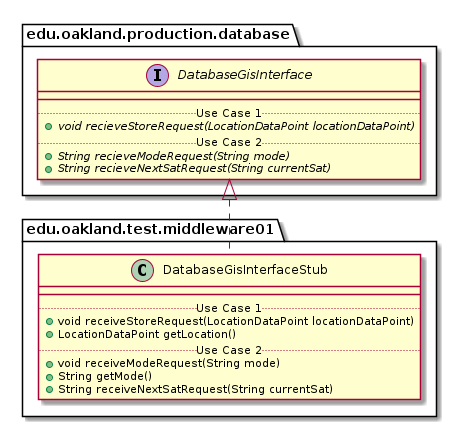 edu.oakland.production.database
I DatabaseGisInterface
Use Case 1
void recieveStoreRequest(LocationDataPoint locationDataPoint)
Use Case 2
String recieveModeRequest(String mode)
String recieveNextSatRequest(String currentSat)
edu.oakland.test.middleware01
C DatabaseGisInterfaceStub
Use Case 1
void receiveStoreRequest(LocationDataPoint locationDataPoint)
LocationDataPoint getLocation()
Use Case 2
void receiveModeRequest(String mode)
String getMode()
String receiveNextSatRequest(String currentSat)